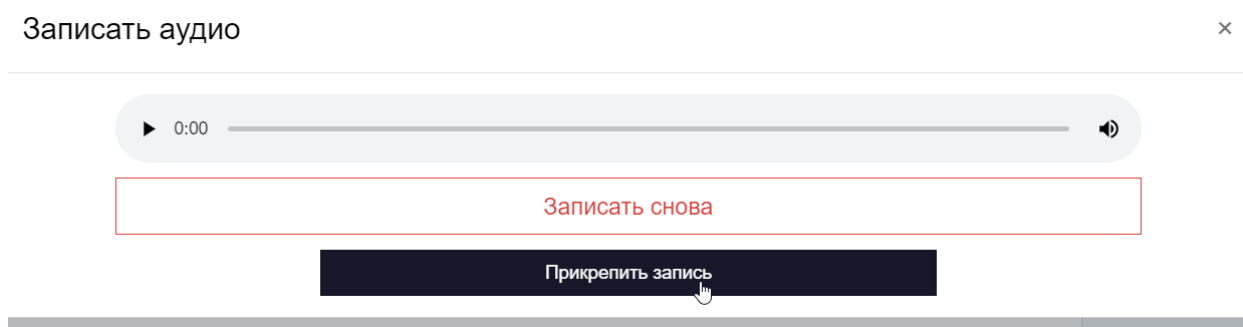 Записать аудио
×
0:00
Записать снова
Прикрепить запись